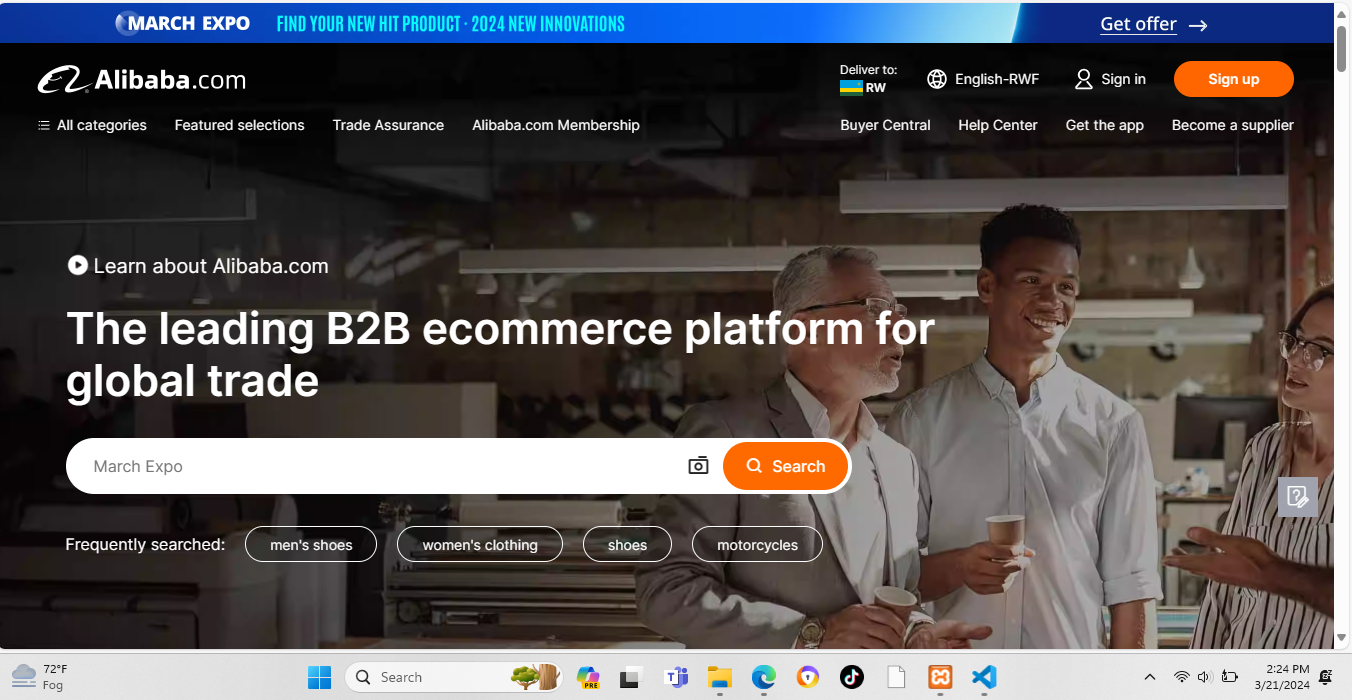 MARCH EXPO FIND YOUR NEW HIT PRODUCT · 2024 NEW INNOVATIONS Get offer →
Alibaba.com
Deliver to:
RW
English-RWF
Sign in
Sign up
All categories Featured selections Trade Assurance Alibaba.com Membership
Buyer Central Help Center Get the app Become a supplier
Learn about Alibaba.com
The leading B2B ecommerce platform for
global trade
March Expo
Search
Frequently searched: men's shoes women's clothing shoes motorcycles
72°F
Fog
Search
PRE
2:24 PM
3/21/2024